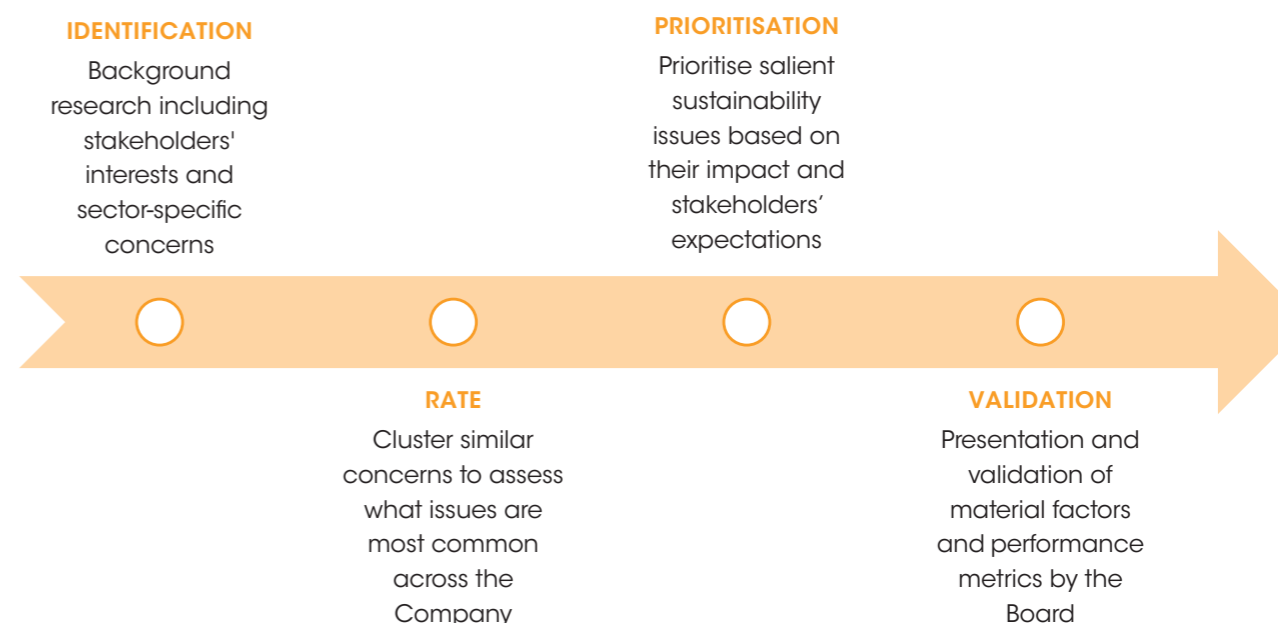 IDENTIFICATION
Background
research including
stakeholders'
interests and
sector-specific
concerns
RATE
Cluster similar
concerns to assess
what issues are
most common
across the
Company
PRIORITISATION
Prioritise salient
sustainability
issues based on
their impact and
stakeholders’
expectations
VALIDATION
Presentation and
validation of
material factors
and performance
metrics by the
Board